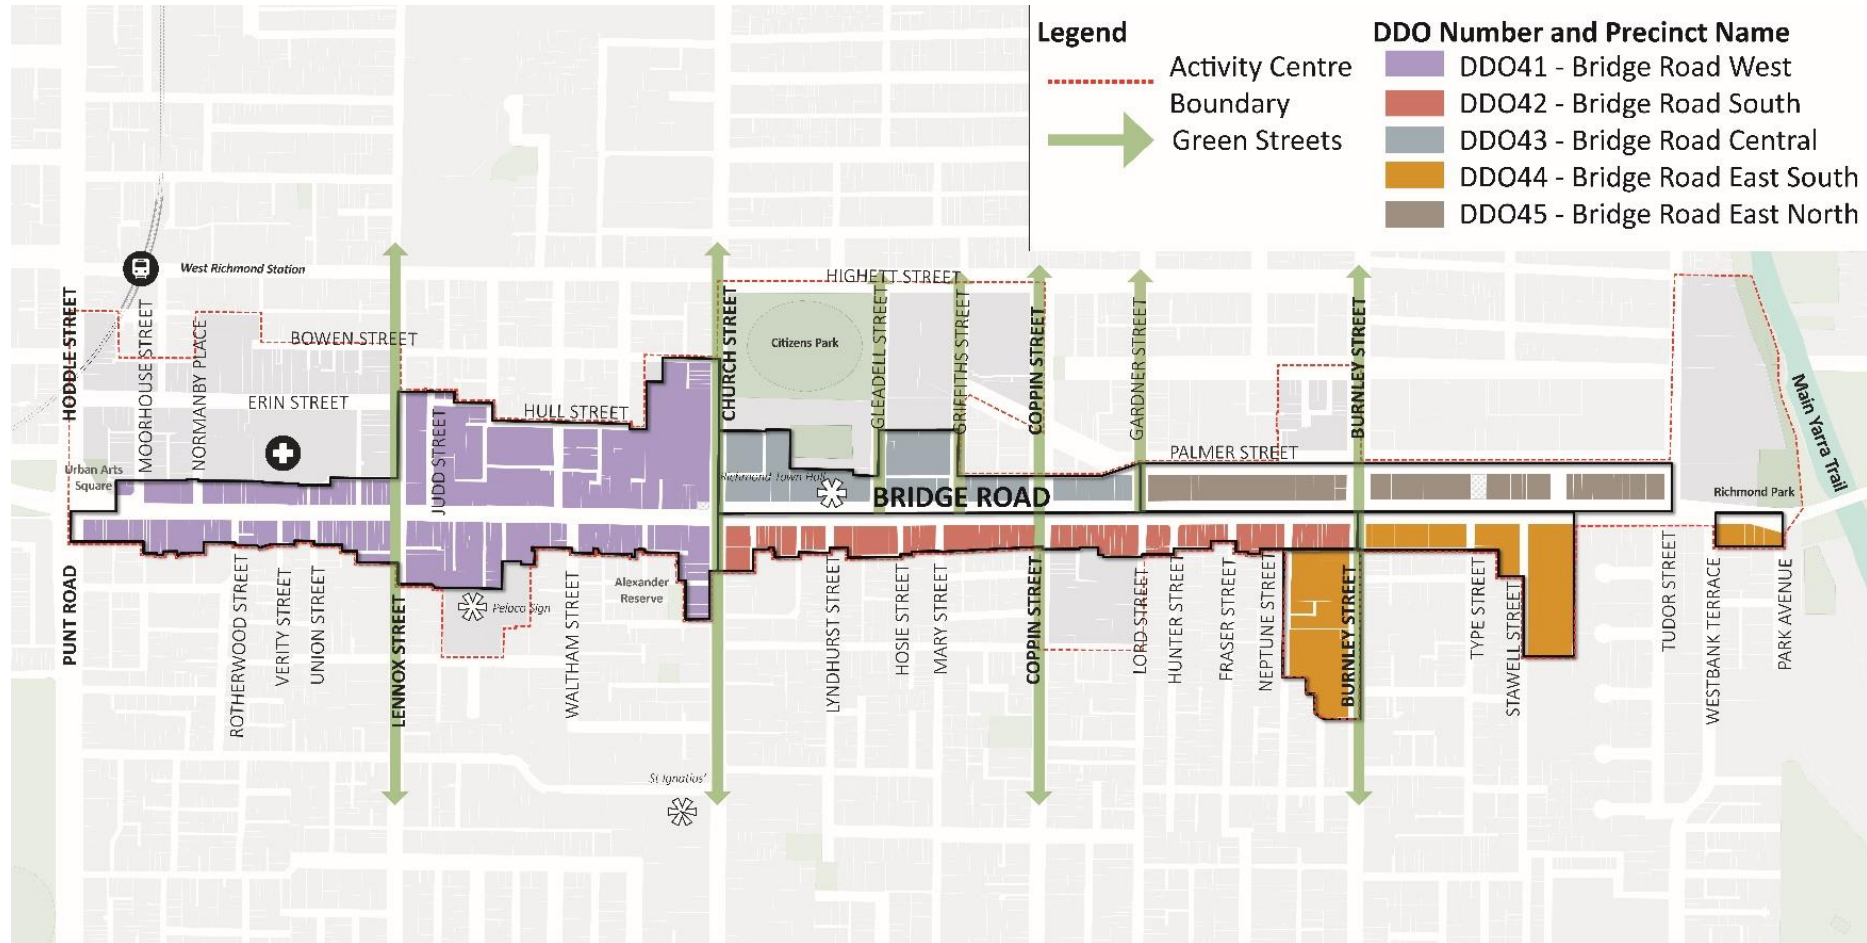 Legend
Activity Centre
Boundary
Green Streets
DDO Number and Precinct Name
DDO41 - Bridge Road West
DDO42 - Bridge Road South
DDO43 - Bridge Road Central
DDO44 - Bridge Road East South
DDO45 - Bridge Road East North
West Richmond Station
HIGHETT STREET
HODDLE STREET
MOORHOUSE STREET
NORMANBY PLACE
BOWEN STREET
ERIN STREET
JUDD STREET
HULL STREET
CHURCH STREET
Citizens Park
GLEADELL STREET
GRIFFITHS STREET
COPPIN STREET
GARDNER STREET
BURNLEY STREET
PALMER STREET
Main Yarra Trail
Urban Arts
Square
Richmond Town Hall
BRIDGE ROAD
Richmond Park
PUNT ROAD
ROTHERWOOD STREET
VERITY STREET
UNION STREET
LENNOX STREET
Pelaco Sign
WALTHAM STREET
Alexander
Reserve
LYNDHURST STREET
HOSIE STREET
MARY STREET
COPPIN STREET
LORD STREET
HUNTER STREET
FRASER STREET
NEPTUNE STREET
BURNLEY STREET
TYPE STREET
STAWELL STREET
TUDOR STREET
WESTBANK TERRACE
PARK AVENUE
St Ignatius'